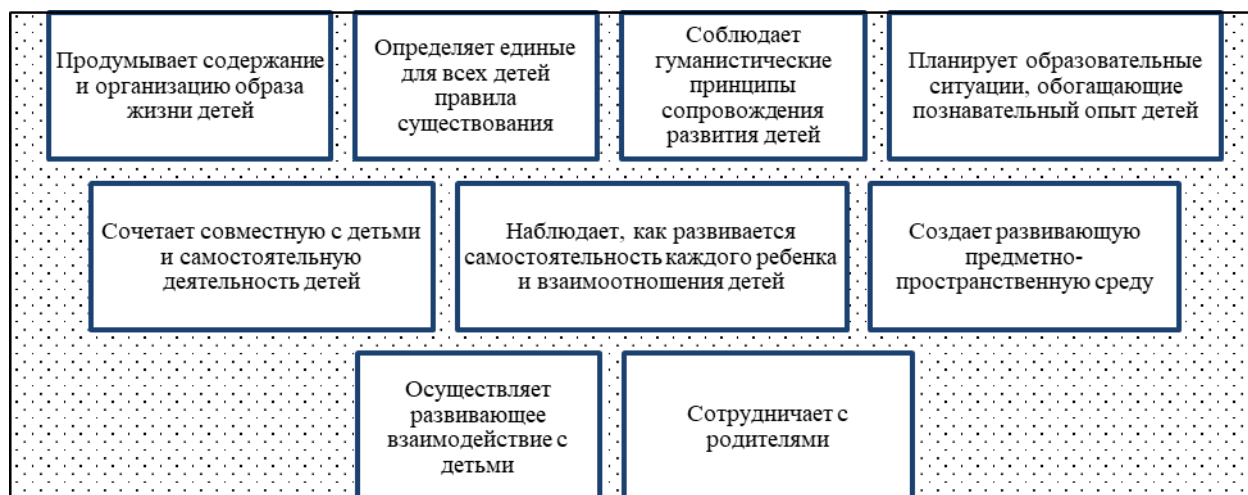 Продумывает содержание
и организацию образа
жизни детей
Определяет единые
для всех детей
правила
существования
Соблюдает
гуманистические
принципы
сопровождения
развития детей
Планирует образовательные
ситуации, обогащающие
познавательный опыт детей
Сочетает совместную с детьми
и самостоятельную
деятельность детей
Наблюдает, как развивается
самостоятельность каждого ребенка
и взаимоотношения детей
Создает развивающую
предметно-
пространственную среду
Осуществляет
развивающее
взаимодействие с
детьми
Сотрудничает с
родителями